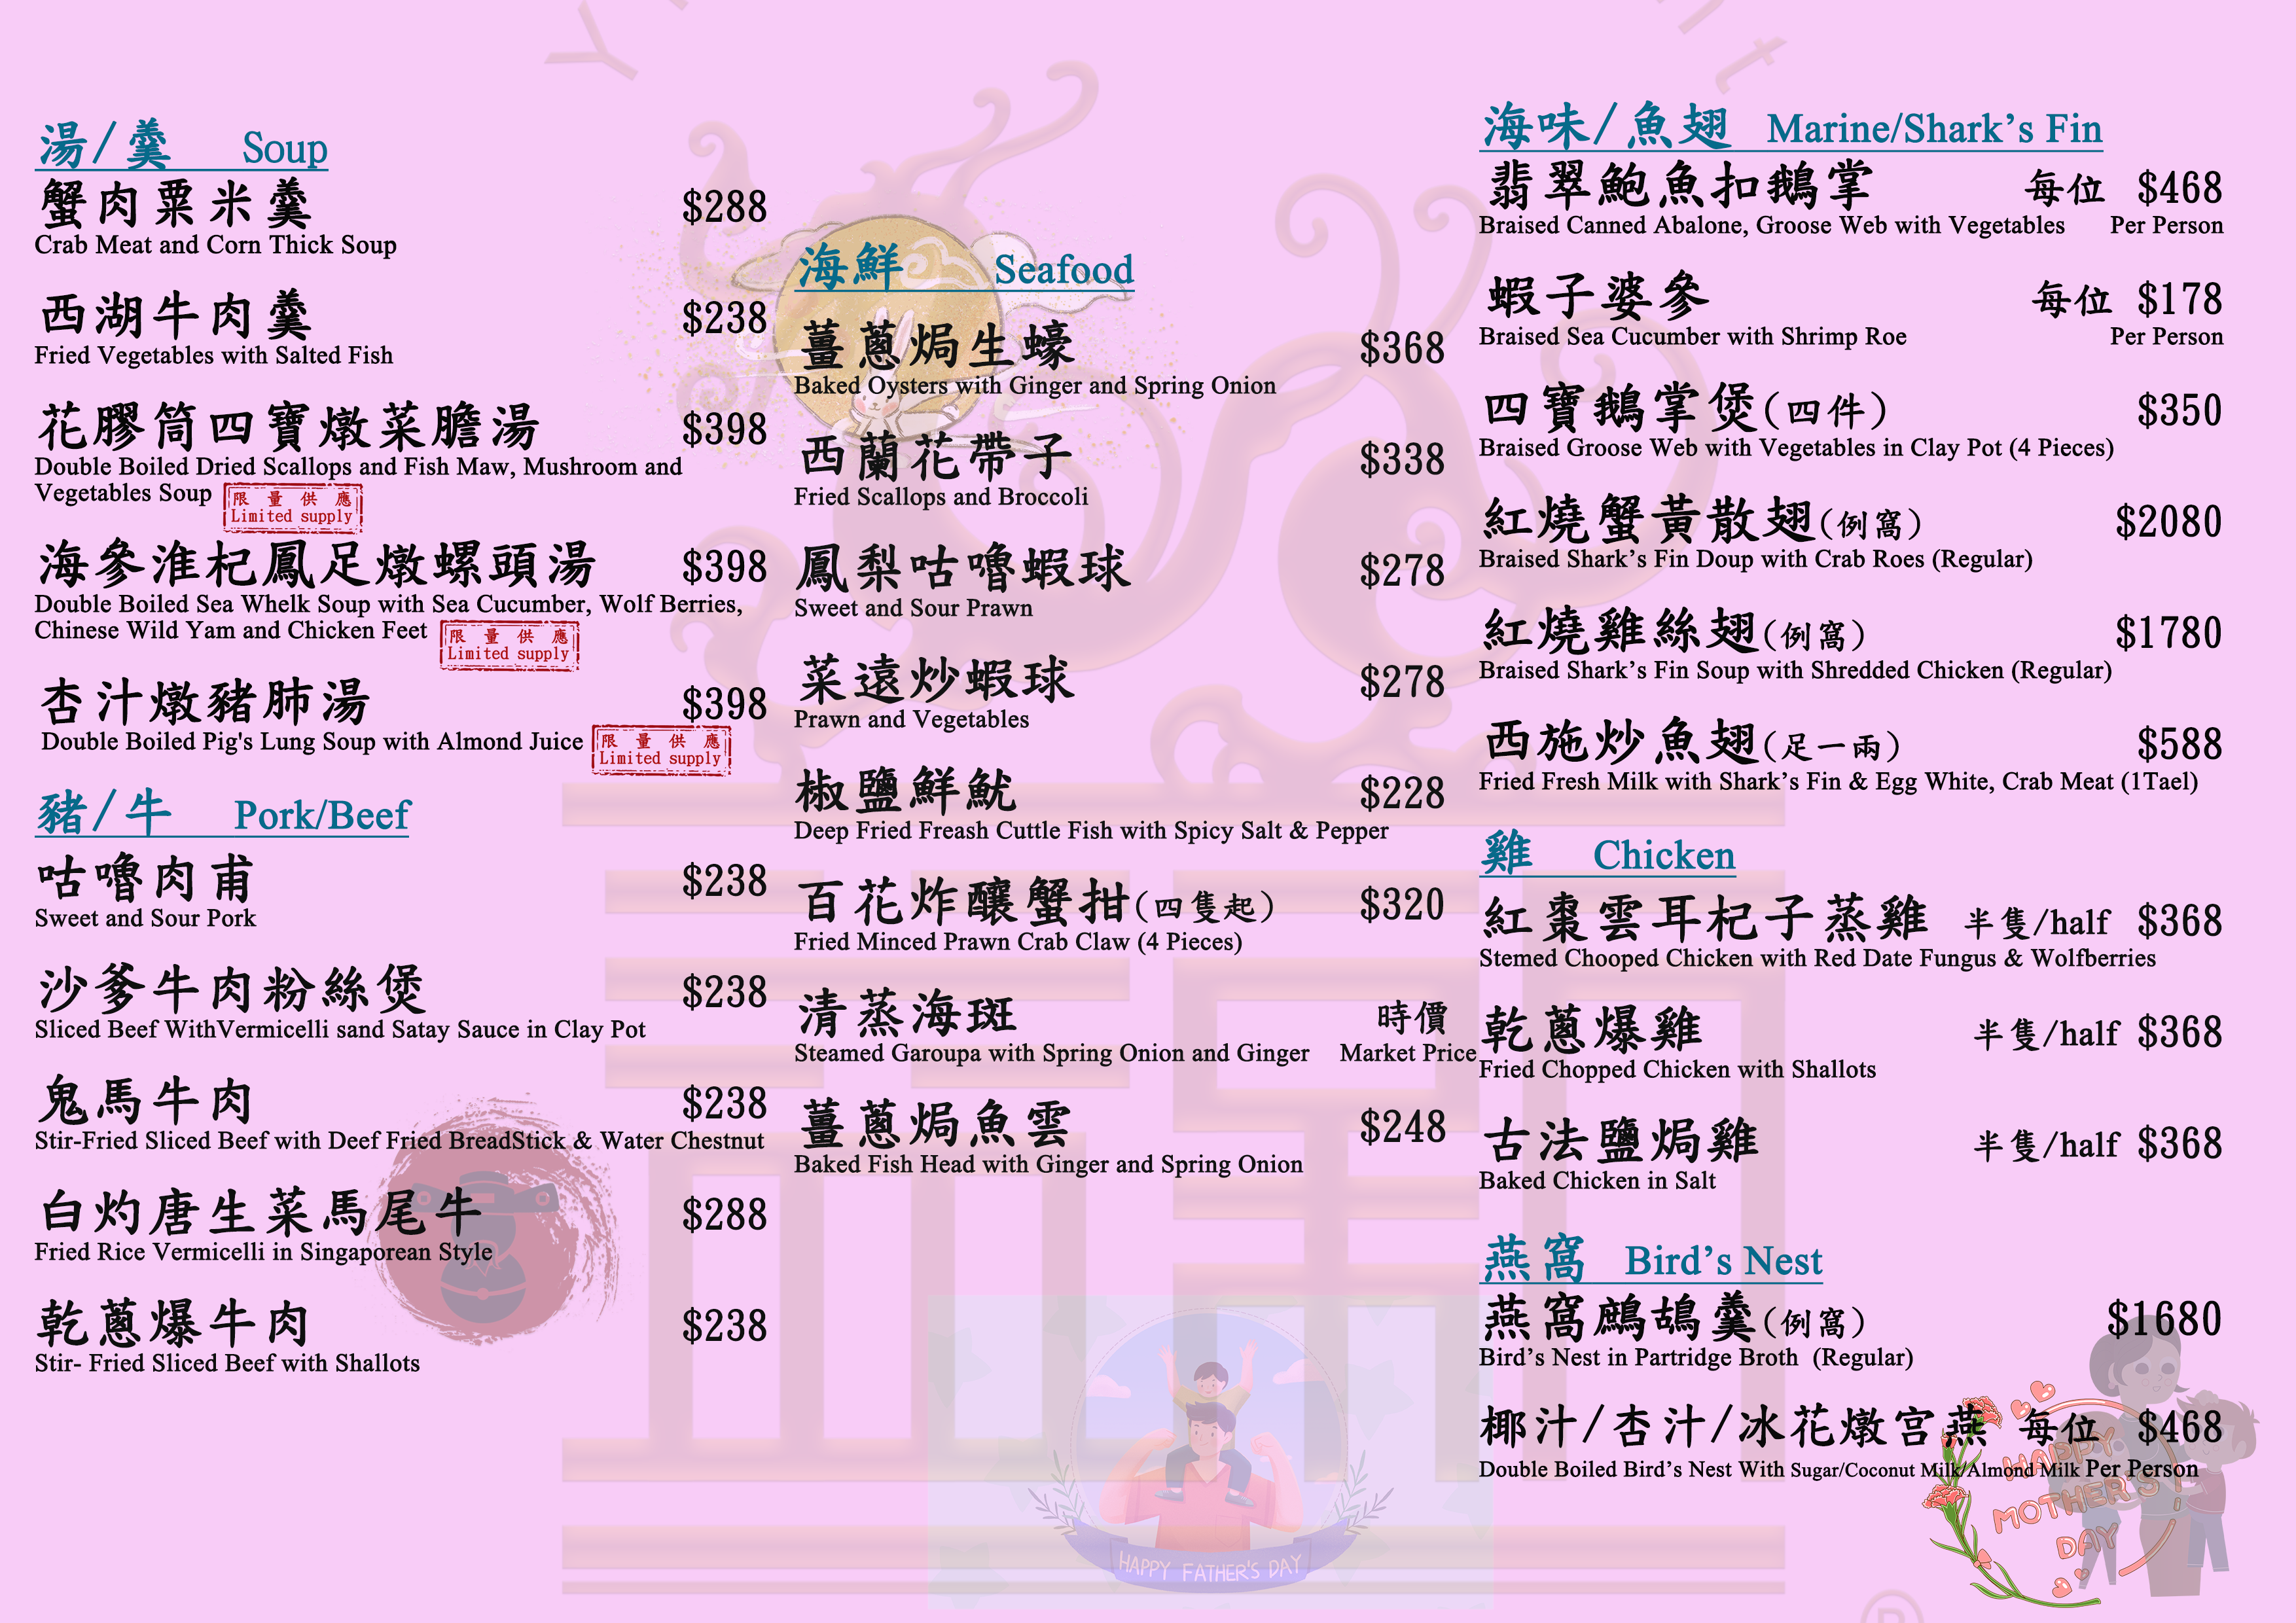 湯/羹 Soup
蟹肉粟米羹 $288
Crab Meat and Corn Thick Soup
西湖牛肉羹 $238
Fried Vegetables with Salted Fish
花膠筒四寶燉菜膽湯 $398
Double Boiled Dried Scallops and Fish Maw, Mushroom and
Vegetables Soup
限量供應
Limited supply
海參淮杞鳳足燉螺頭湯 $398
Double Boiled Sea Whelk Soup with Sea Cucumber, Wolf Berries,
Chinese Wild Yam and Chicken Feet
限量供應
Limited supply
杏汁燉豬肺湯 $398
Double Boiled Pig's Lung Soup with Almond Juice
限量供應
Limited supply
豬/牛 Pork/Beef
咕嚕肉甫 $238
Sweet and Sour Pork
沙爹牛肉粉絲煲 $238
Sliced Beef WithVermicelli sand Satay Sauce in Clay Pot
鬼馬牛肉 $238
Stir-Fried Sliced Beef with Deef Fried BreadStick & Water Chestnut
白灼唐生菜馬尾牛 $288
Fried Rice Vermicelli in Singaporean Style
乾蔥爆牛肉 $238
Stir- Fried Sliced Beef with Shallots
海鮮 Seafood
薑蔥焗生蠔 $368
Baked Oysters with Ginger and Spring Onion
西蘭花帶子 $338
Fried Scallops and Broccoli
鳳梨咕嚕蝦球 $278
Sweet and Sour Prawn
菜遠炒蝦球 $278
Prawn and Vegetables
椒鹽鮮魷 $228
Deep Fried Freash Cuttle Fish with Spicy Salt & Pepper
百花炸釀蟹拑(四隻起) $320
Fried Minced Prawn Crab Claw (4 Pieces)
清蒸海斑 時價
Steamed Garoupa with Spring Onion and Ginger Market Price
薑蔥焗魚雲 $248
Baked Fish Head with Ginger and Spring Onion
HAPPY FATHER'S DAY
海味/魚翅 Marine/Shark’s Fin
翡翠鮑魚扣鵝掌 每位 $468
Braised Canned Abalone, Groose Web with Vegetables Per Person
蝦子婆參 每位 $178
Braised Sea Cucumber with Shrimp Roe Per Person
四寶鵝掌煲(四件) $350
Braised Groose Web with Vegetables in Clay Pot (4 Pieces)
紅燒蟹黃散翅(例窩) $2080
Braised Shark’s Fin Doup with Crab Roes (Regular)
紅燒雞絲翅(例窩) $1780
Braised Shark’s Fin Soup with Shredded Chicken (Regular)
西施炒魚翅(足一兩) $588
Fried Fresh Milk with Shark’s Fin & Egg White, Crab Meat (1Tael)
雞 Chicken
紅棗雲耳杞子蒸雞 半隻/half $368
Stemed Chooped Chicken with Red Date Fungus & Wolfberries
乾蔥爆雞 半隻/half $368
Fried Chopped Chicken with Shallots
古法鹽焗雞 半隻/half $368
Baked Chicken in Salt
燕窩 Bird’s Nest
燕窩鷓鴣羹(例窩) $1680
Bird’s Nest in Partridge Broth (Regular)
椰汁/杏汁/冰花燉宮燕 每位 $468
Double Boiled Bird’s Nest With Sugar/Coconut Milk/Almond Milk Per Person
HAPPY
MOTHER'S
DAY